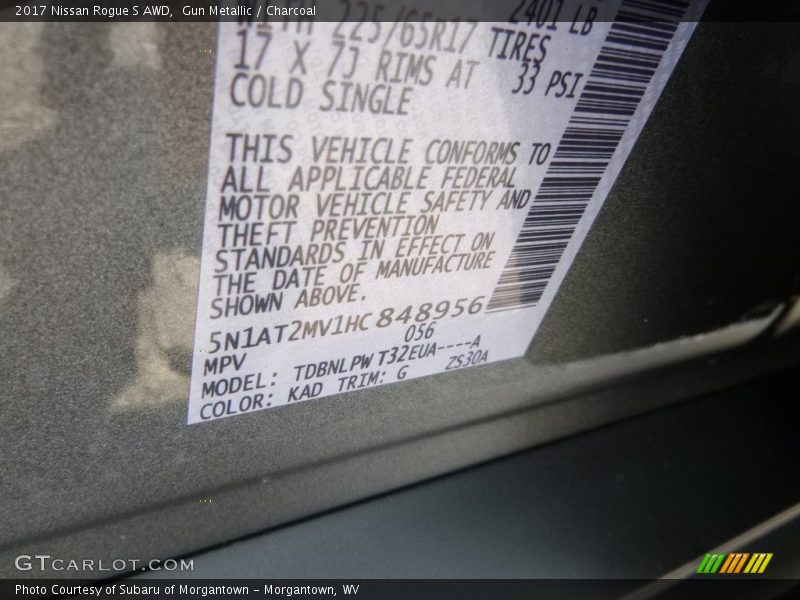 2017 Nissan Rogue S AWD, Gun Metallic / Charcoal
WITH 225/65R17 TIRES 2401 LB
17 X 7J RIMS AT 33 PSI
COLD SINGLE
THIS VEHICLE CONFORMS TO
ALL APPLICABLE FEDERAL
MOTOR VEHICLE SAFETY AND
THEFT PREVENTION
STANDARDS IN EFFECT ON
THE DATE OF MANUFACTURE
SHOWN ABOVE.
5N1AT2MV1HC848956
MPV 056
MODEL: TDBNLPW T32EUA----A
COLOR: KAD TRIM: G ZS30A
GTCARLOT.COM
Photo Courtesy of Subaru of Morgantown - Morgantown, WV